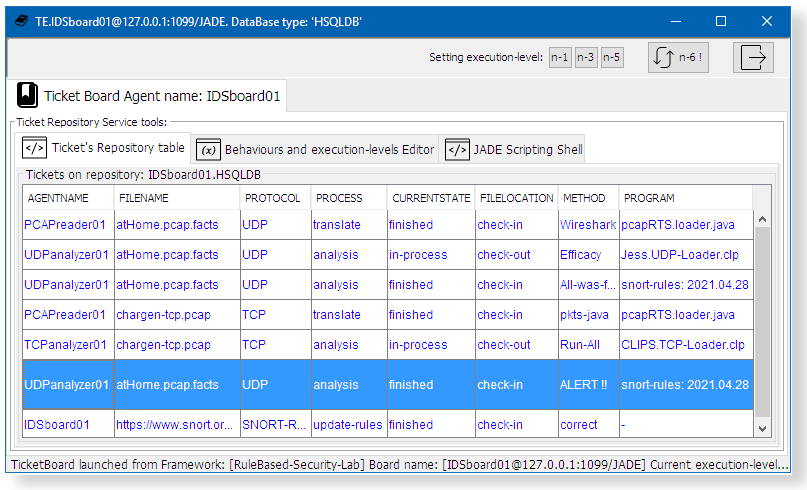 TE.IDSboard01@127.0.0.1:1099/JADE. DataBase type: 'HSQLDB'
Setting execution-level: n-1 n-3 n-5 n-6 !
Ticket Board Agent name: IDSboard01
Ticket Repository Service tools:
</> Ticket's Repository table (x) Behaviours and execution-levels Editor </> JADE Scripting Shell
Tickets on repository: IDSboard01.HSQLDB
AGENTNAME FILENAME PROTOCOL PROCESS CURRENTSTATE FILELOCATION METHOD PROGRAM
PCAPreader01 atHome.pcap.facts UDP translate finished check-in Wireshark pcapRTS.loader.java
UDPanalyzer01 atHome.pcap.facts UDP analysis in-process check-out Efficacy Jess.UDP-Loader.clp
UDPanalyzer01 atHome.pcap.facts UDP analysis finished check-in All-was-f... snort-rules: 2021.04.28
PCAPreader01 chargen-tcp.pcap TCP translate finished check-in pkts-java pcapRTS.loader.java
TCPanalyzer01 chargen-tcp.pcap TCP analysis in-process check-out Run-All CLIPS.TCP-Loader.clp
UDPanalyzer01 atHome.pcap.facts UDP analysis finished check-in ALERT !! snort-rules: 2021.04.28
IDSboard01 https://www.snort.or... SNORT-R... update-rules finished check-in correct -
TicketBoard launched from Framework: [RuleBased-Security-Lab] Board name: [IDSboard01@127.0.0.1:1099/JADE] Current execution-level...